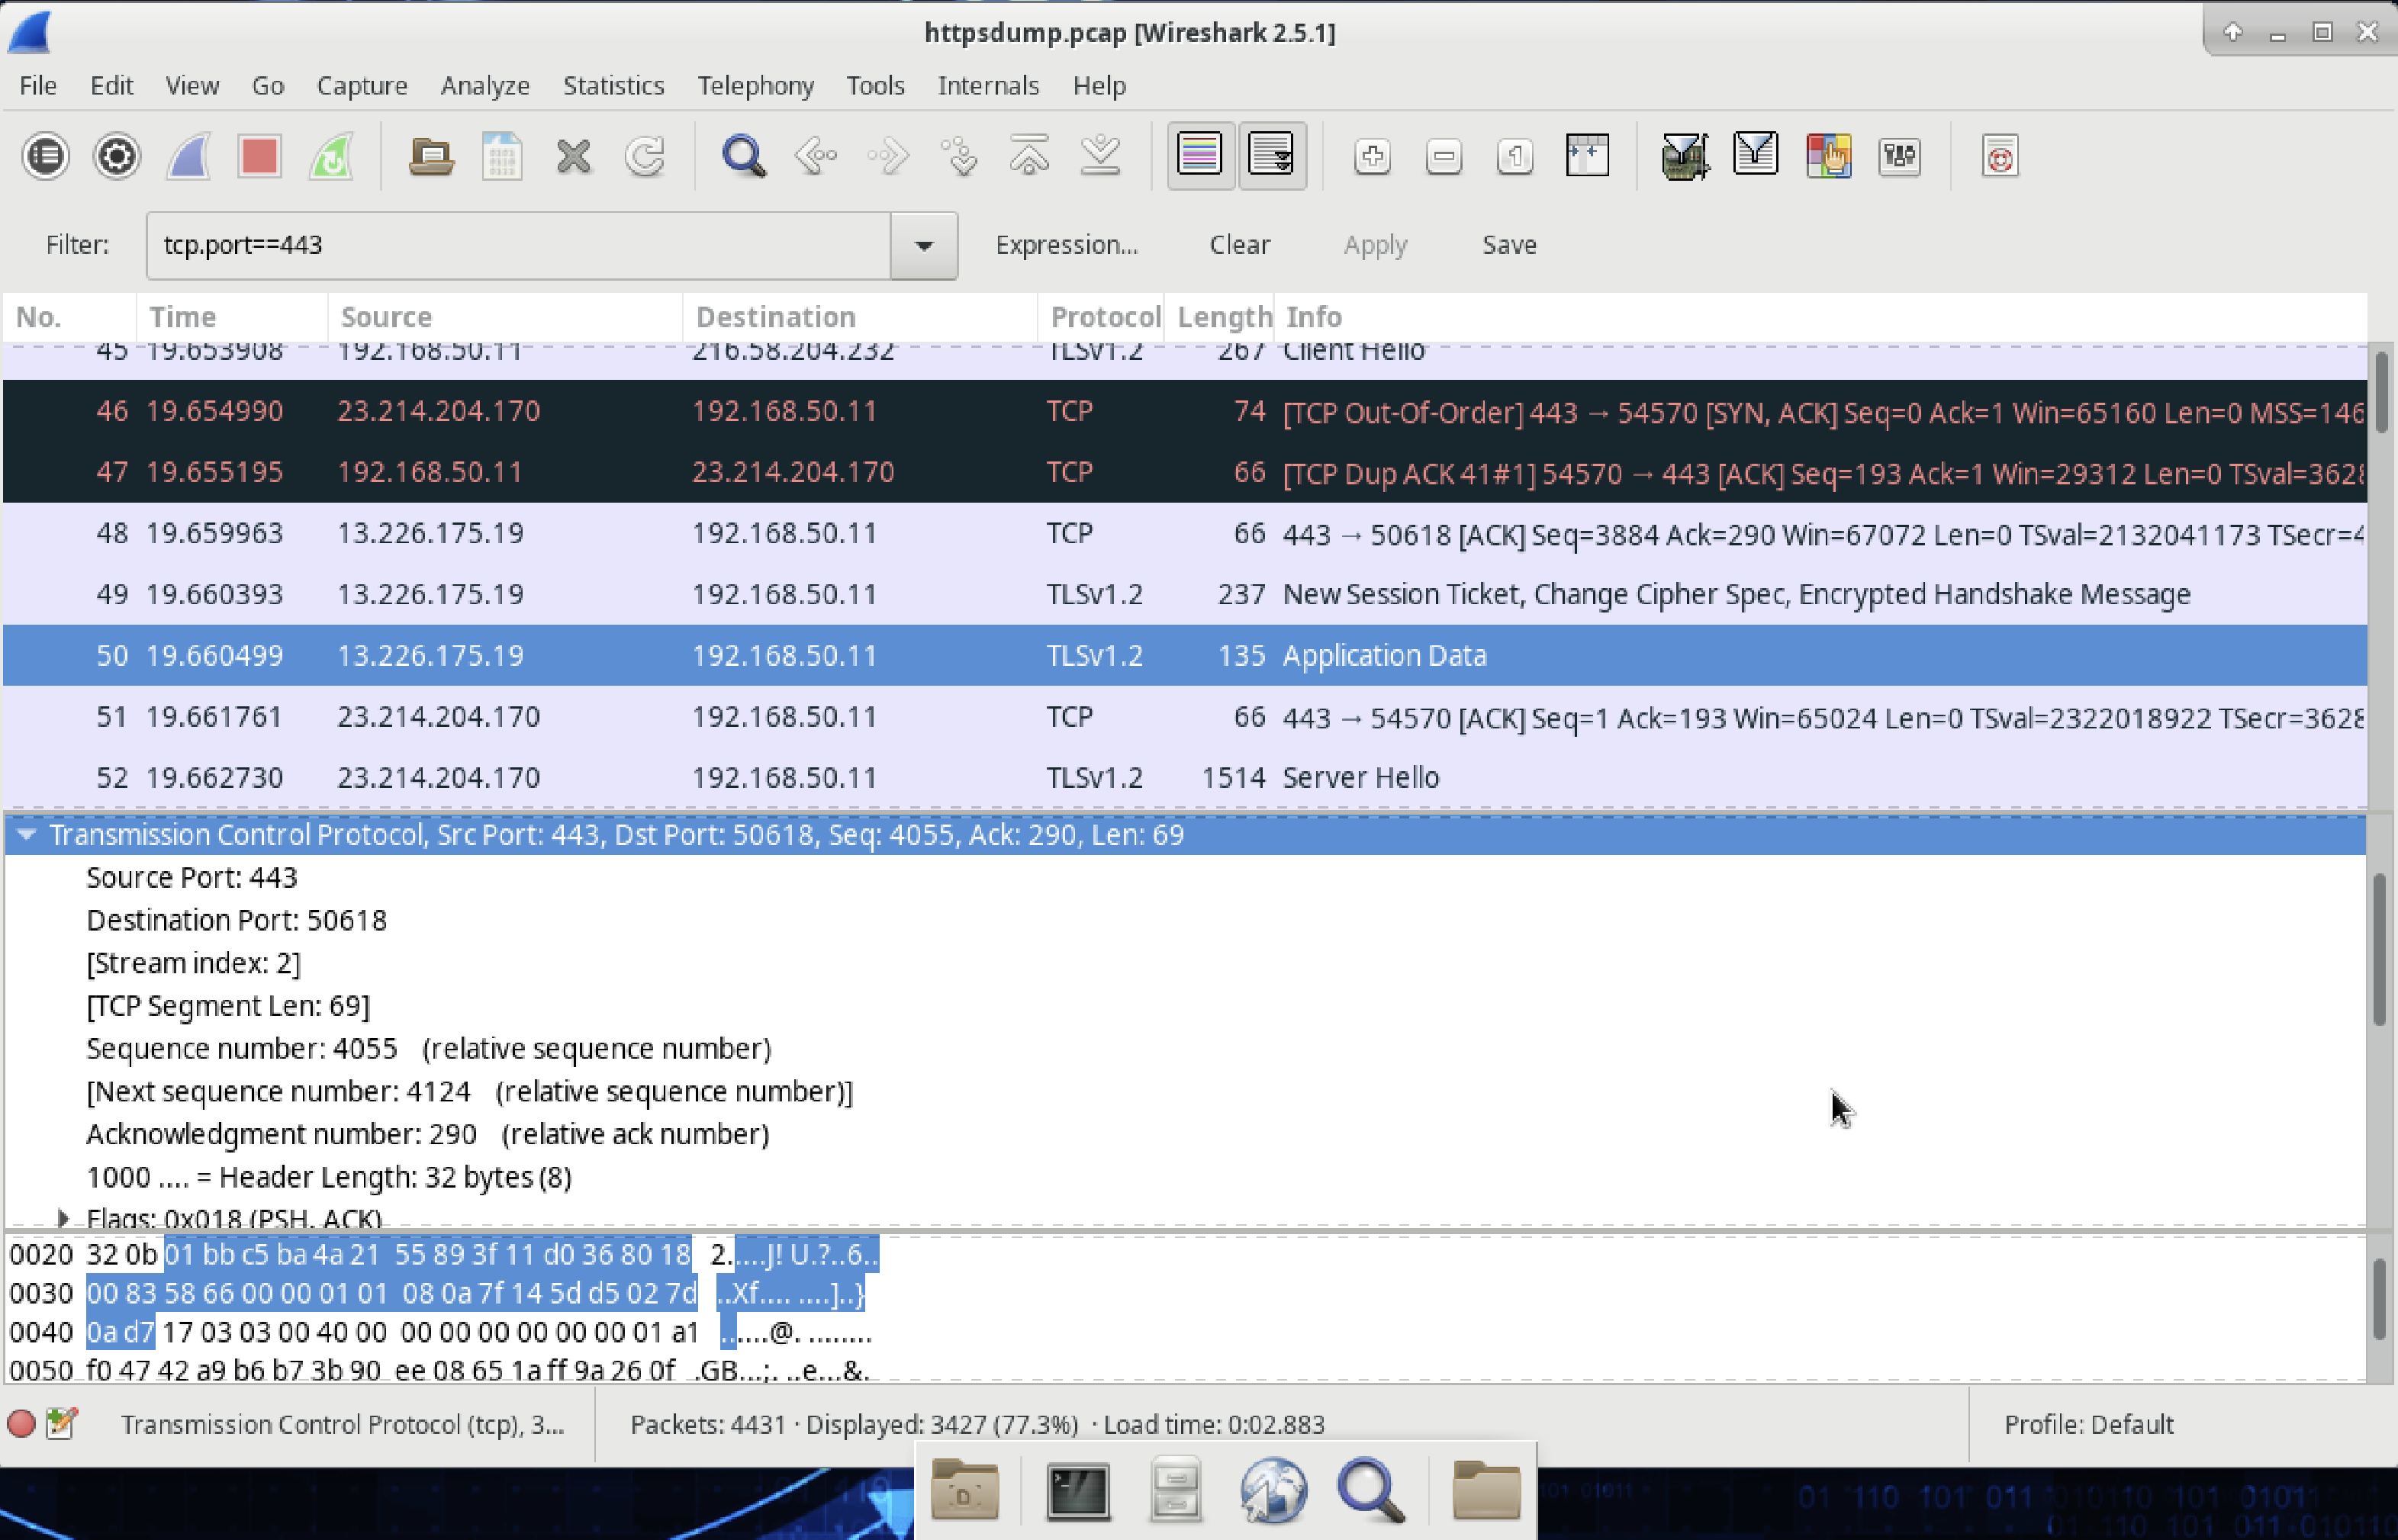 httpsdump.pcap [Wireshark 2.5.1]
File Edit View Go Capture Analyze Statistics Telephony Tools Internals Help
Filter: tcp.port==443 Expression... Clear Apply Save
No. Time Source Destination Protocol Length Info
45 19.653908 192.168.50.11 216.58.204.232 TLSv1.2 267 Client Hello
46 19.654990 23.214.204.170 192.168.50.11 TCP 74 [TCP Out-Of-Order] 443 → 54570 [SYN, ACK] Seq=0 Ack=1 Win=65160 Len=0 MSS=146
47 19.655195 192.168.50.11 23.214.204.170 TCP 66 [TCP Dup ACK 41#1] 54570 → 443 [ACK] Seq=193 Ack=1 Win=29312 Len=0 TSval=3628
48 19.659963 13.226.175.19 192.168.50.11 TCP 66 443 → 50618 [ACK] Seq=3884 Ack=290 Win=67072 Len=0 TSval=2132041173 TSecr=4
49 19.660393 13.226.175.19 192.168.50.11 TLSv1.2 237 New Session Ticket, Change Cipher Spec, Encrypted Handshake Message
50 19.660499 13.226.175.19 192.168.50.11 TLSv1.2 135 Application Data
51 19.661761 23.214.204.170 192.168.50.11 TCP 66 443 → 54570 [ACK] Seq=1 Ack=193 Win=65024 Len=0 TSval=2322018922 TSecr=3628
52 19.662730 23.214.204.170 192.168.50.11 TLSv1.2 1514 Server Hello
Transmission Control Protocol, Src Port: 443, Dst Port: 50618, Seq: 4055, Ack: 290, Len: 69
Source Port: 443
Destination Port: 50618
[Stream index: 2]
[TCP Segment Len: 69]
Sequence number: 4055 (relative sequence number)
[Next sequence number: 4124 (relative sequence number)]
Acknowledgment number: 290 (relative ack number)
1000 .... = Header Length: 32 bytes (8)
Flags: 0x018 (PSH, ACK)
0020 32 0b 01 bb c5 ba 4a 21 55 89 3f 11 d0 36 80 18 2.....J! U.?..6..
0030 00 83 58 66 00 00 01 01 08 0a 7f 14 5d d5 02 7d ..Xf.... ....]..}
0040 0a d7 17 03 03 00 40 00 00 00 00 00 00 00 01 a1 ......@. ........
0050 f0 47 42 a9 b6 b7 3b 90 ee 08 65 1a ff 9a 26 0f .GB...;. ..e...&.
Transmission Control Protocol (tcp), 3... Packets: 4431 · Displayed: 3427 (77.3%) · Load time: 0:02.883 Profile: Default